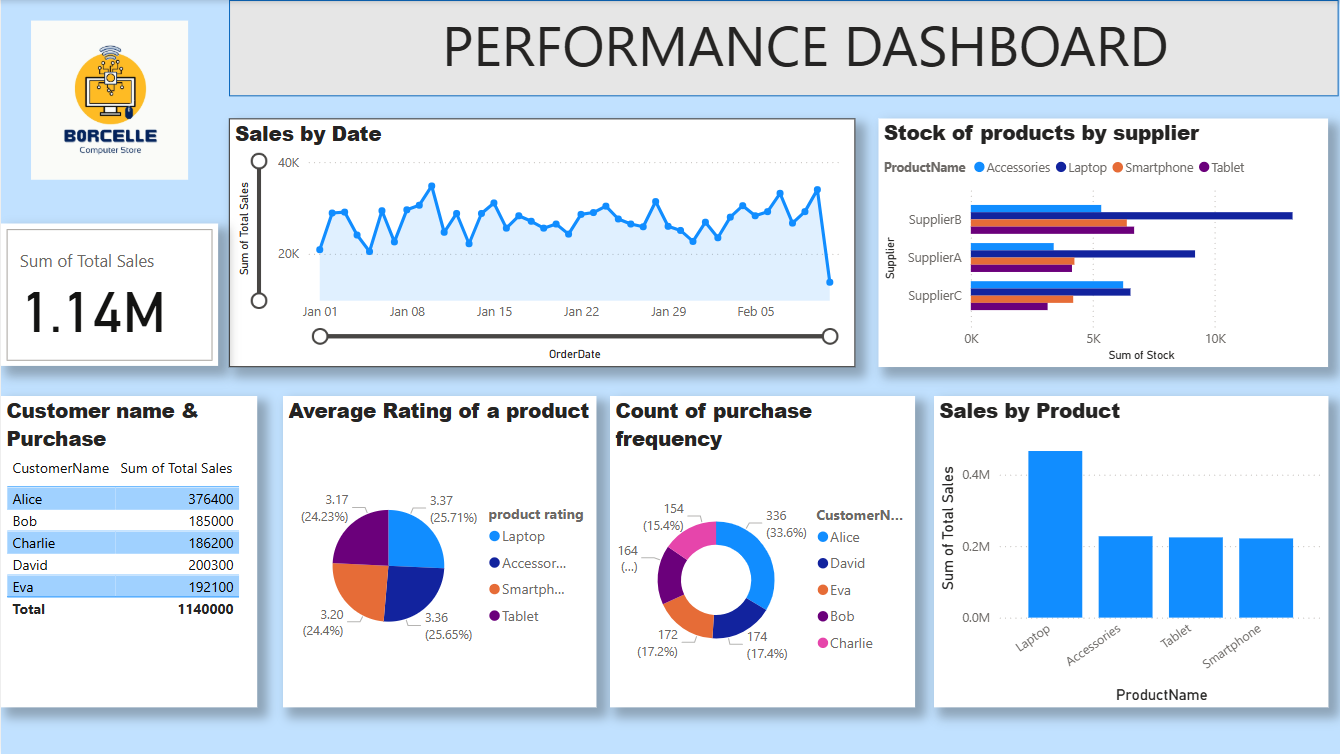 BORCELLE
Computer Store
PERFORMANCE DASHBOARD
Sum of Total Sales
1.14M
Sales by Date
Sum of Total Sales
40K
20K
Jan 01 Jan 08 Jan 15 Jan 22 Jan 29 Feb 05
OrderDate
Stock of products by supplier
ProductName Accessories Laptop Smartphone Tablet
Supplier
SupplierB
SupplierA
SupplierC
0K 5K 10K
Sum of Stock
Customer name &
Purchase
CustomerName Sum of Total Sales
Alice 376400
Bob 185000
Charlie 186200
David 200300
Eva 192100
Total 1140000
Average Rating of a product
3.17
(24.23%)
3.37
(25.71%)
3.20
(24.4%)
3.36
(25.65%)
product rating
Laptop
Accessor...
Smartph...
Tablet
Count of purchase
frequency
154
(15.4%)
336
(33.6%)
164
(...)
172
(17.2%)
174
(17.4%)
CustomerN...
Alice
David
Eva
Bob
Charlie
Sales by Product
Sum of Total Sales
0.4M
0.2M
0.0M
Laptop Accessories Tablet Smartphone
ProductName